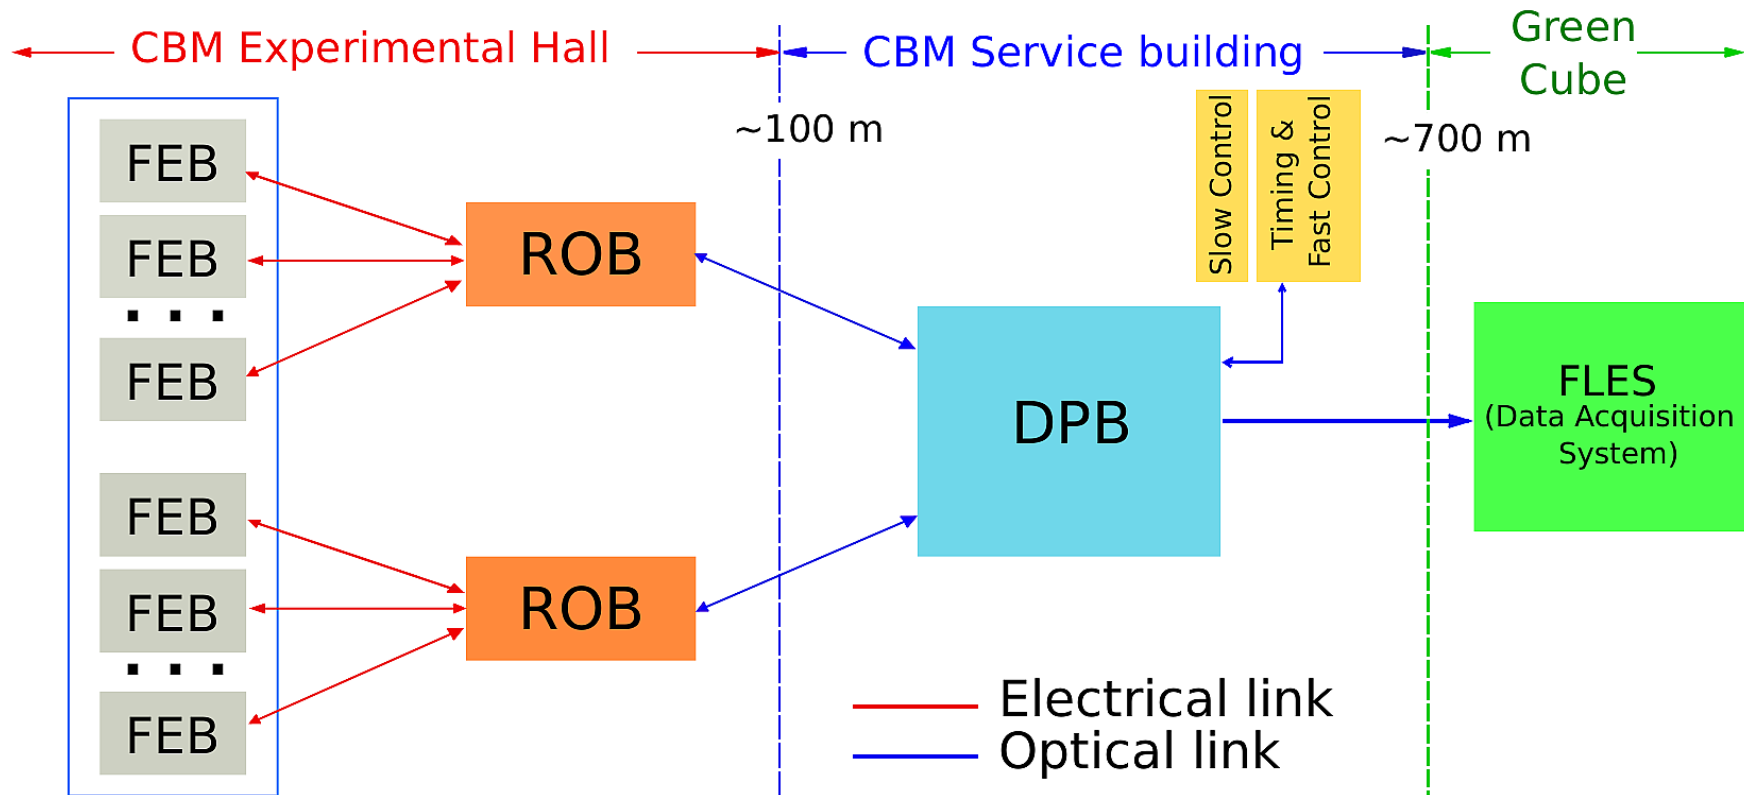 CBM Experimental Hall
CBM Service building
Green
Cube
~100 m
~700 m
Slow Control
Timing &
Fast Control
FEB
FEB
. . .
FEB
ROB
FEB
FEB
. . .
FEB
ROB
DPB
FLES
(Data Acquisition
System)
Electrical link
Optical link